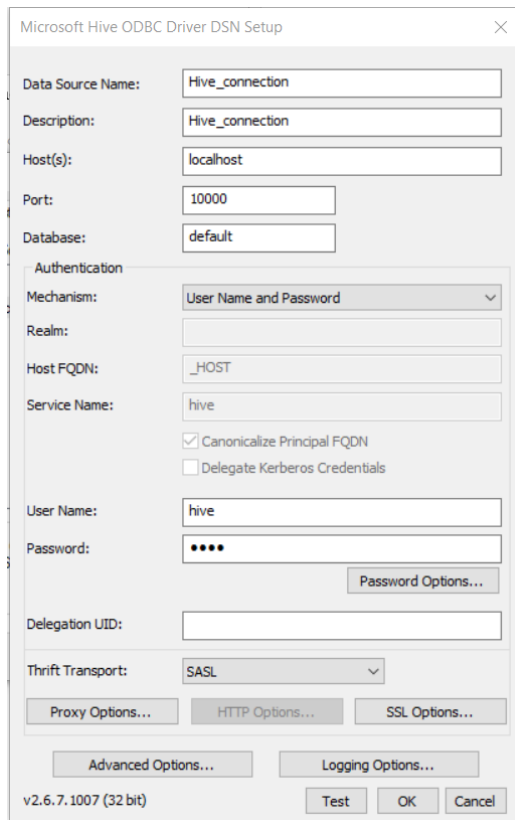 Microsoft Hive ODBC Driver DSN Setup
Data Source Name: Hive_connection
Description: Hive_connection
Host(s): localhost
Port: 10000
Database: default
Authentication
Mechanism: User Name and Password
Realm:
Host FQDN: _HOST
Service Name: hive
Canonicalize Principal FQDN
Delegate Kerberos Credentials
User Name: hive
Password: ●●●●
Password Options...
Delegation UID:
Thrift Transport: SASL
Proxy Options... HTTP Options... SSL Options...
Advanced Options... Logging Options...
v2.6.7.1007 (32 bit) Test OK Cancel